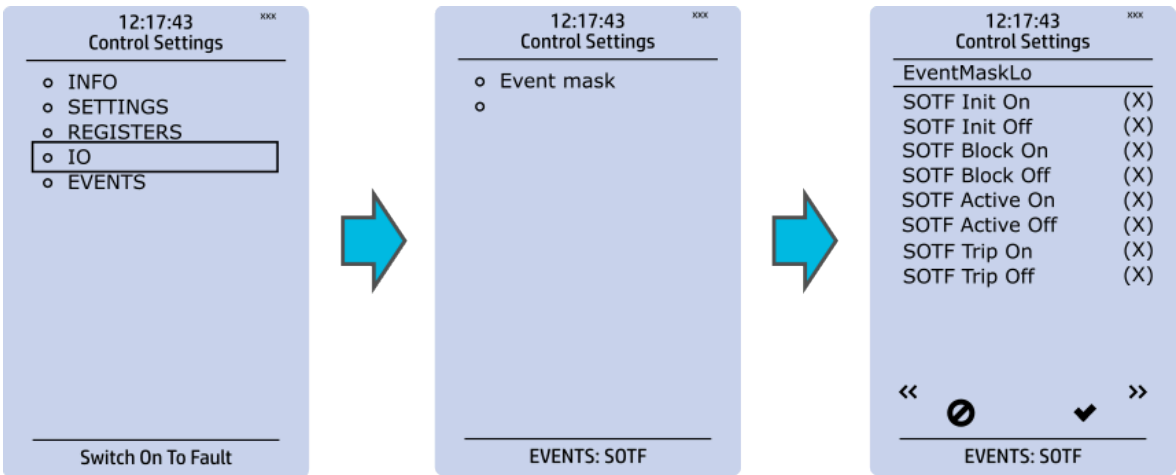 12:17:43 xxx
Control Settings
INFO
SETTINGS
REGISTERS
IO
EVENTS
Switch On To Fault
12:17:43 xxx
Control Settings
Event mask
EVENTS: SOTF
12:17:43 xxx
Control Settings
EventMaskLo
SOTF Init On (X)
SOTF Init Off (X)
SOTF Block On (X)
SOTF Block Off (X)
SOTF Active On (X)
SOTF Active Off (X)
SOTF Trip On (X)
SOTF Trip Off (X)
<< >>
EVENTS: SOTF